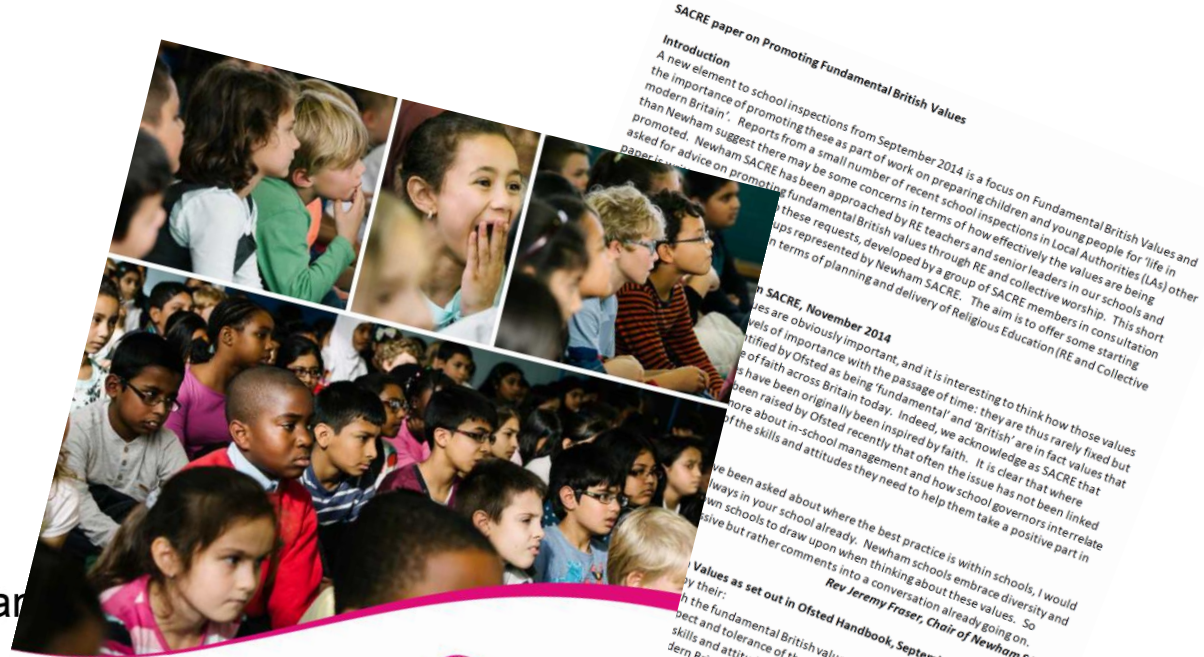 SACRE paper on Promoting Fundamental British Values
Introduction
A new element to school inspections from September 2014 is a focus on Fundamental British Values and
the importance of promoting these as part of work on preparing children and young people for 'life in
modern Britain'. Reports from a small number of recent school inspections in Local Authorities (LAs) other
than Newham suggest there may be some concerns in terms of how effectively the values are being
promoted. Newham SACRE has been approached by RE teachers and senior leaders in our schools and
asked for advice on promoting fundamental British values through RE and collective worship. This short
paper is
these requests, developed by a group of SACRE members in consultation
ups represented by Newham SACRE. The aim is to offer some starting
n terms of planning and delivery of Religious Education (RE and Collective
n SACRE, November 2014
ues are obviously important, and it is interesting to think how those values
vels of importance with the passage of time: they are thus rarely fixed but
ntified by Ofsted as being 'fundamental' and 'British' are in fact values that
e of faith across Britain today. Indeed, we acknowledge as SACRE that
s have been originally been inspired by faith. It is clear that where
been raised by Ofsted recently that often the issue has not been linked
more about in-school management and how school governors interrelate
of the skills and attitudes they need to help them take a positive part in
ve been asked about where the best practice is within schools, I would
lways in your school already. Newham schools embrace diversity and
wn schools to draw upon when thinking about these values. So
ssive but rather comments into a conversation already going on.
Rev Jeremy Fraser, Chair of Newham S
Values as set out in Ofsted Handbook, Septem
by their:
h the fundamental British valu
pect and tolerance of th
skills and attit
dern Br
ar